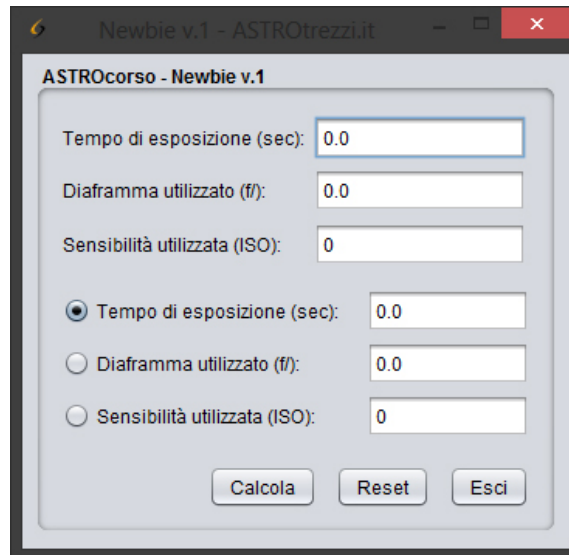 Newbie v.1 - ASTROtrezzi.it
ASTROcorso - Newbie v.1
Tempo di esposizione (sec): 0.0
Diaframma utilizzato (f/): 0.0
Sensibilità utilizzata (ISO): 0
Tempo di esposizione (sec): 0.0
Diaframma utilizzato (f/): 0.0
Sensibilità utilizzata (ISO): 0
Calcola Reset Esci